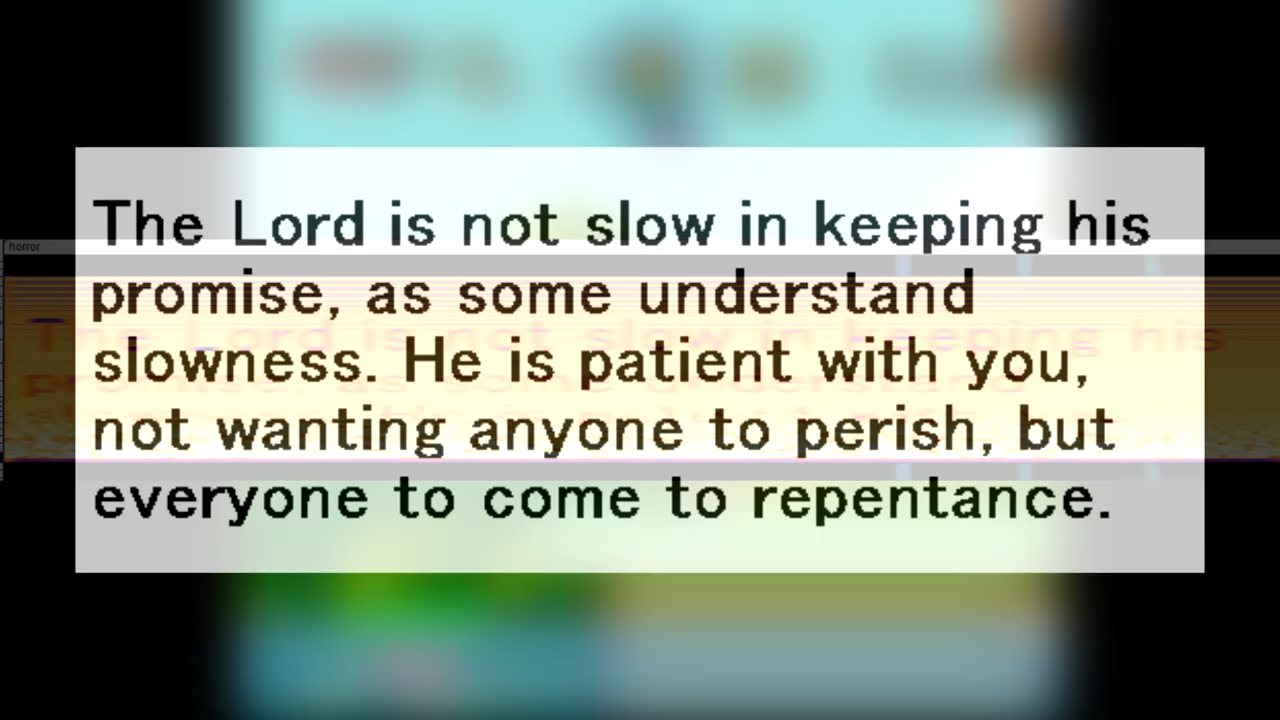 The Lord is not slow in keeping his
horror
promise, as some understand
slowness. He is patient with you,
not wanting anyone to perish, but
everyone to come to repentance.